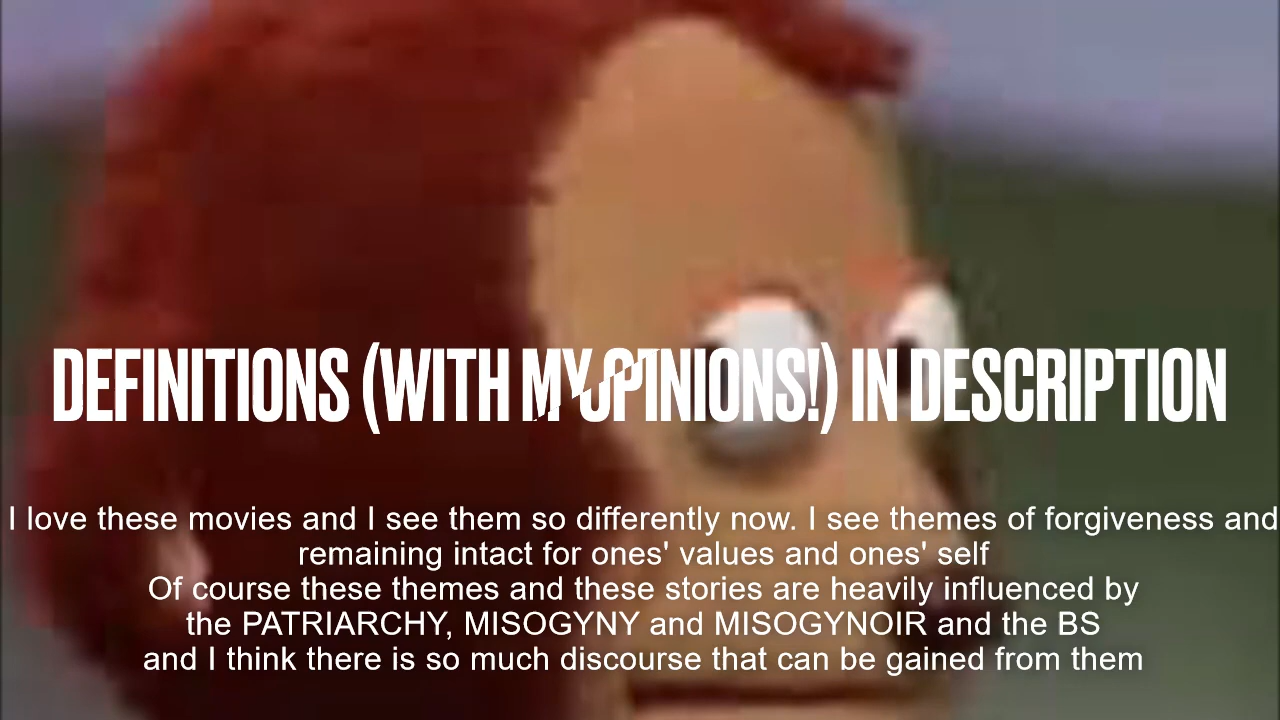 DEFINITIONS (WITH MY OPINIONS!) IN DESCRIPTION
I love these movies and I see them so differently now. I see themes of forgiveness and
remaining intact for ones' values and ones' self
Of course these themes and these stories are heavily influenced by
the PATRIARCHY, MISOGYNY and MISOGYNOIR and the BS
and I think there is so much discourse that can be gained from them